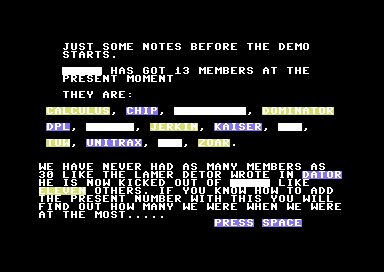 JUST SOME NOTES BEFORE THE DEMO
STARTS.
HAS GOT 13 MEMBERS AT THE
PRESENT MOMENT
THEY ARE:
CALCULUS, CHIP, , DOMINATOR
DPL, , JERKIN, KAISER, ,
TUW, UNITRAX, , ZOAR.
WE HAVE NEVER HAD AS MANY MEMBERS AS
30 LIKE THE LAMER DETOR WROTE IN DATOR
HE IS NOW KICKED OUT OF LIKE
ELEVEN OTHERS. IF YOU KNOW HOW TO ADD
THE PRESENT NUMBER WITH THIS YOU WILL
FIND OUT HOW MANY WE WERE WHEN WE WERE
AT THE MOST.....
PRESS SPACE